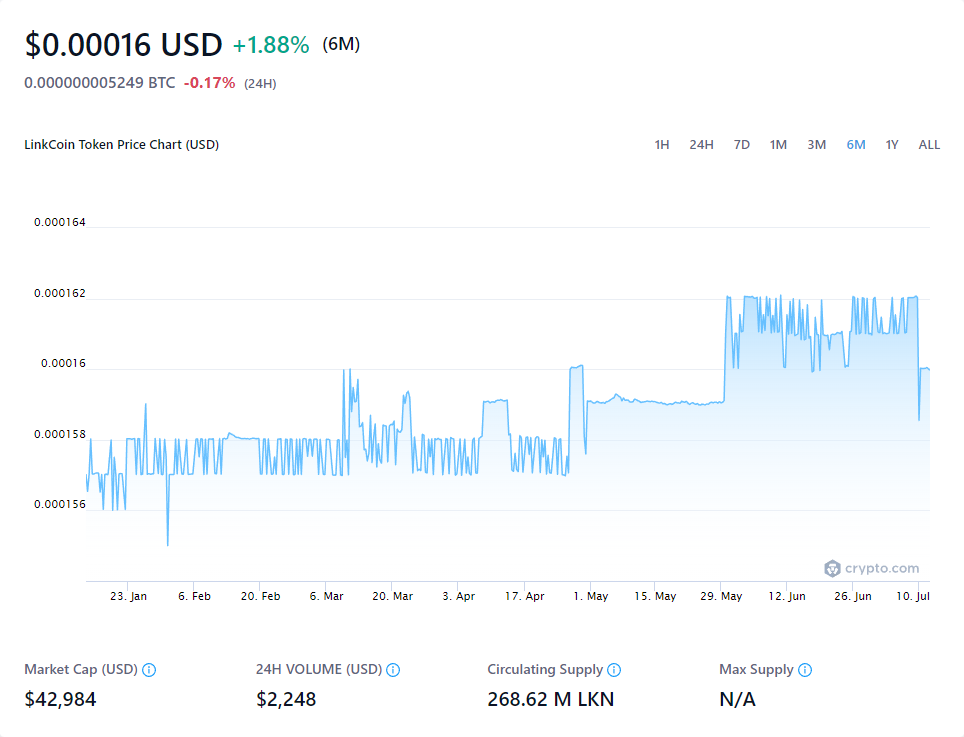 $0.00016 USD +1.88% (6M)
0.000000005249 BTC -0.17% (24H)
LinkCoin Token Price Chart (USD)
1H 24H 7D 1M 3M 6M 1Y ALL
0.000164
0.000162
0.00016
0.000158
0.000156
crypto.com
23. Jan 6. Feb 20. Feb 6. Mar 20. Mar 3. Apr 17. Apr 1. May 15. May 29. May 12. Jun 26. Jun 10. Jul
Market Cap (USD) 24H VOLUME (USD) Circulating Supply Max Supply
$42,984 $2,248 268.62 M LKN N/A